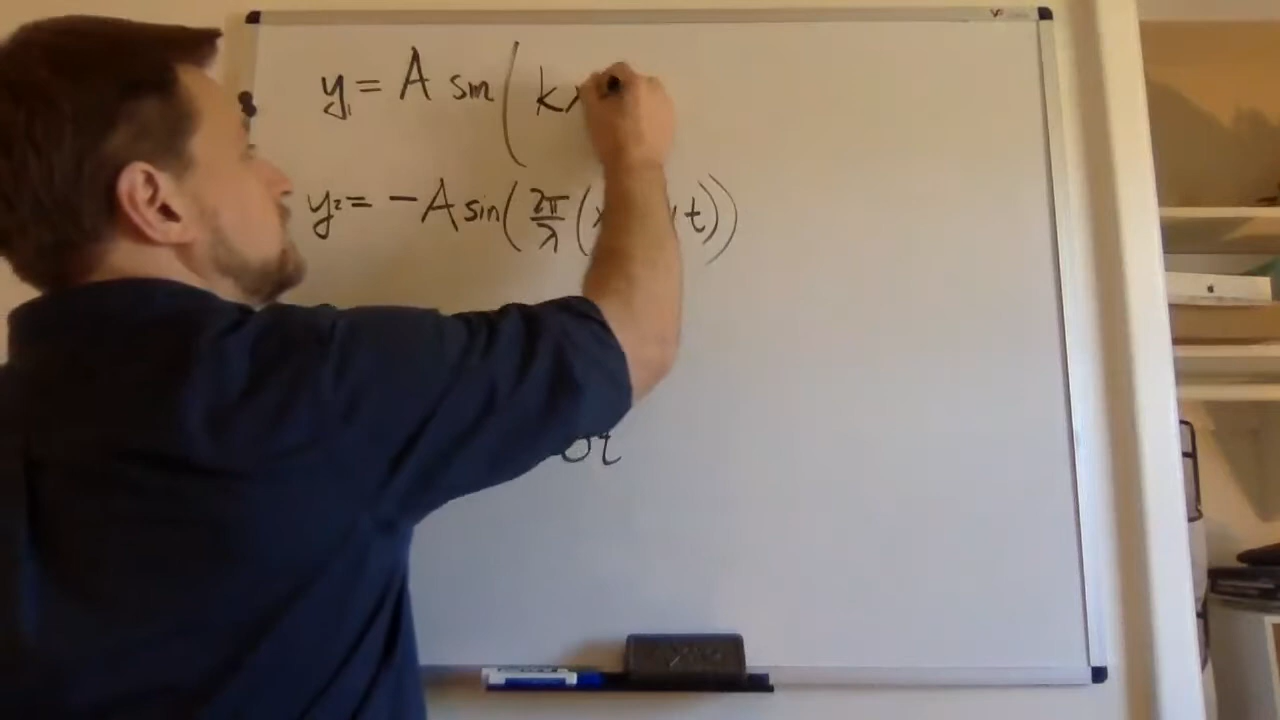 y₁ = A sin( kx
y₂ = -A sin( 2π/λ (x t))
t